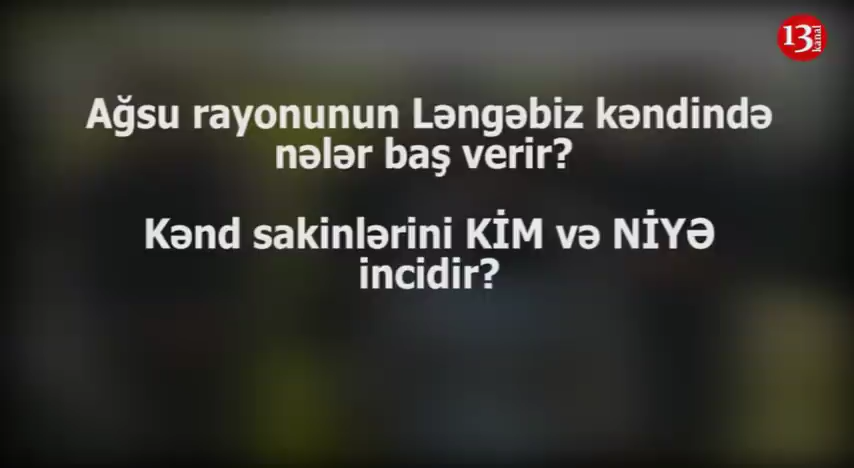 13
kanal
Ağsu rayonunun Ləngəbiz kəndində
nələr baş verir?
Kənd sakinlərini KİM və NİYƏ
incidir?